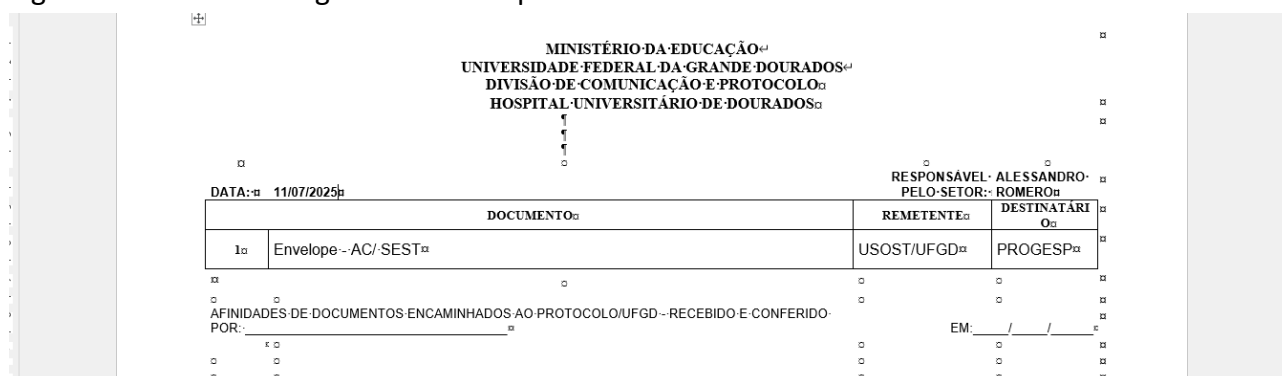 MINISTÉRIO DA EDUCAÇÃO
UNIVERSIDADE FEDERAL DA GRANDE DOURADOS
DIVISÃO DE COMUNICAÇÃO E PROTOCOLO
HOSPITAL UNIVERSITÁRIO DE DOURADOS
DATA: 11/07/2025
RESPONSÁVEL PELO SETOR: ALESSANDRO ROMERO
DOCUMENTO REMETENTE DESTINATÁRIO
1 Envelope - AC/ SEST USOST/UFGD PROGESP
AFINIDADES DE DOCUMENTOS ENCAMINHADOS AO PROTOCOLO/UFGD - RECEBIDO E CONFERIDO
POR: ____________________ EM:____/____/_____